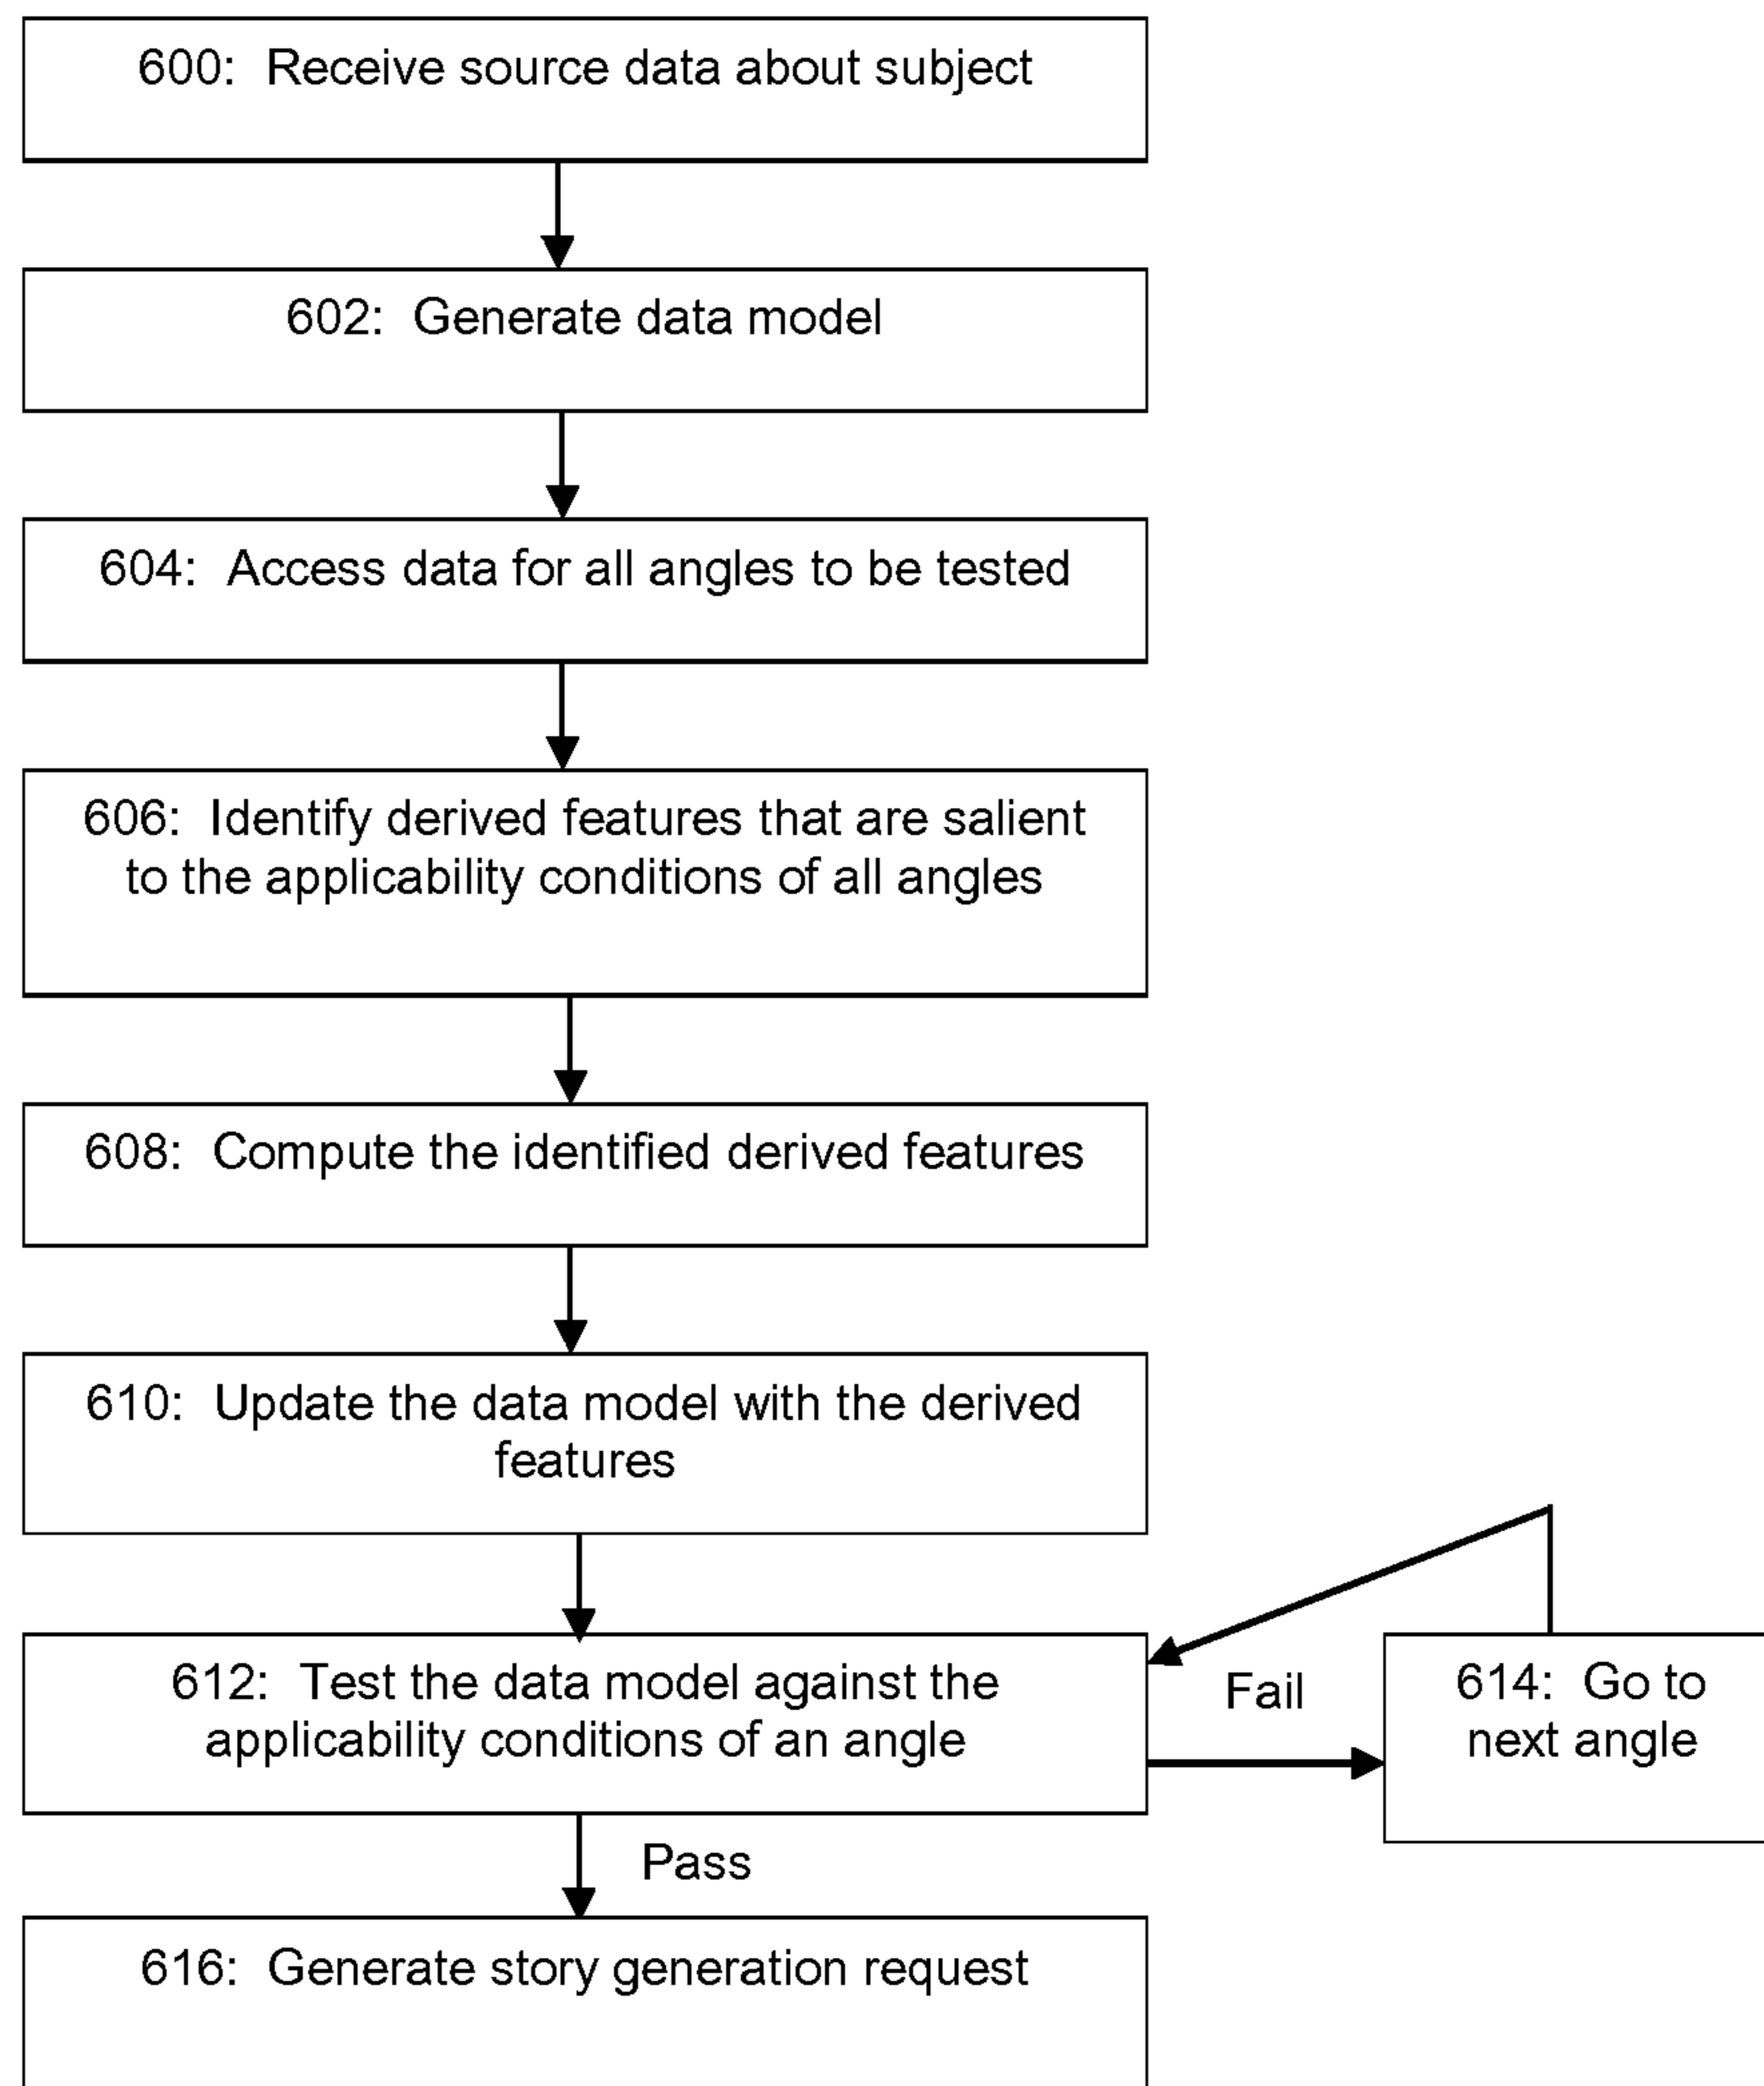 600: Receive source data about subject
602: Generate data model
604: Access data for all angles to be tested
606: Identify derived features that are salient
to the applicability conditions of all angles
608: Compute the identified derived features
610: Update the data model with the derived
features
612: Test the data model against the
applicability conditions of an angle
Fail
614: Go to
next angle
Pass
616: Generate story generation request